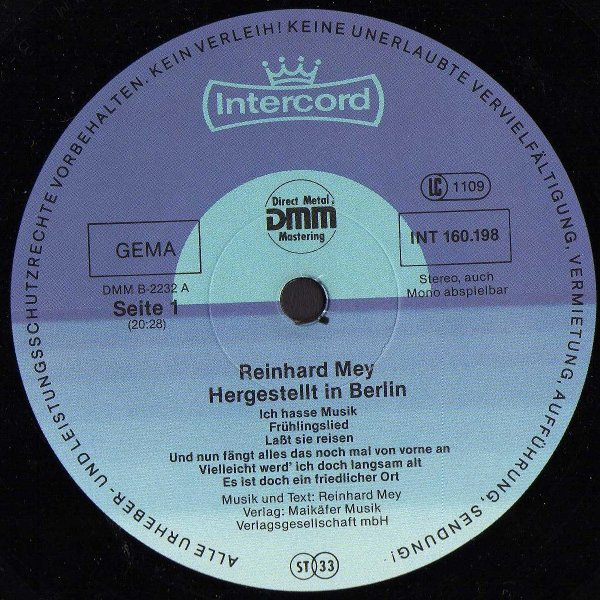 ALLE URHEBER- UND LEISTUNGSSCHUTZRECHTE VORBEHALTEN. KEIN VERLEIH! KEINE UNERLAUBTE VERVIELFÄLTIGUNG, VERMIETUNG, AUFFÜHRUNG, SENDUNG!
Intercord
LC 1109
Direct Metal
DMM
Mastering
GEMA
INT 160.198
DMM B-2232 A
Seite 1
(20:28)
Stereo, auch
Mono abspielbar
Reinhard Mey
Hergestellt in Berlin
Ich hasse Musik
Frühlingslied
Laßt sie reisen
Und nun fängt alles das noch mal von vorne an
Vielleicht werd' ich doch langsam alt
Es ist doch ein friedlicher Ort
Musik und Text: Reinhard Mey
Verlag: Maikäfer Musik
Verlagsgesellschaft mbH
ST 33